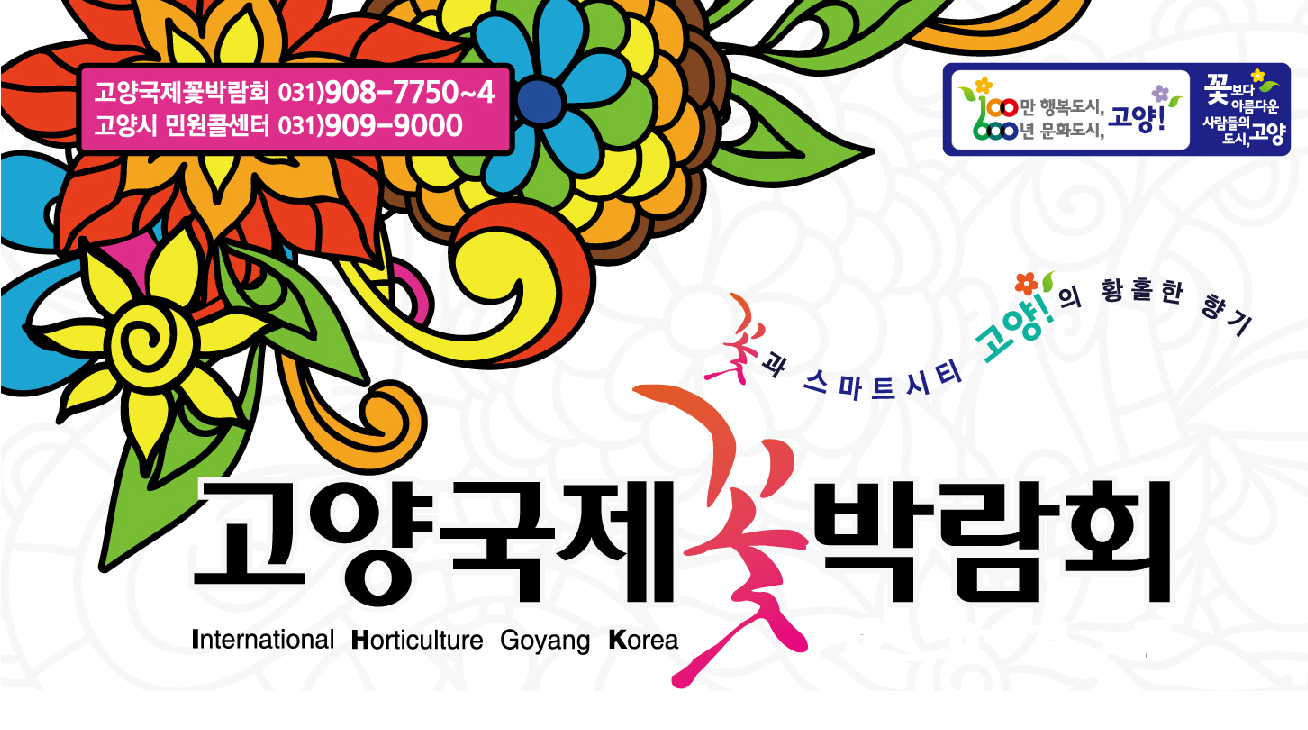 고양국제꽃박람회 031)908-7750~4
고양시 민원콜센터 031)909-9000
100만 행복도시,
600년 문화도시,
고양!
꽃보다
아름다운
사람들의
도시,고양
꽃과 스마트시티 고양!의 황홀한 향기
고양국제꽃박람회
International Horticulture Goyang Korea